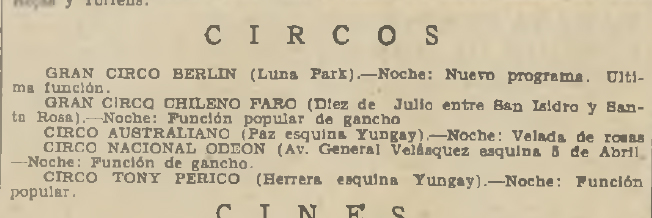 y Turiens.
CIRCOS
GRAN CIRCO BERLIN (Luna Park).—Noche: Nuevo programa. Ulti-
ma función.
GRAN CIRCO CHILENO FARO (Diez de Julio entre San Isidro y San-
ta Rosa).—Noche: Función popular de gancho
CIRCO AUSTRALIANO (Paz esquina Yungay).—Noche: Velada de rosas
CIRCO NACIONAL ODEON (Av. General Velásquez esquina 5 de Abril.
—Noche: Función de gancho.
CIRCO TONY PERICO (Herrera esquina Yungay).—Noche: Función
popular.
CINES